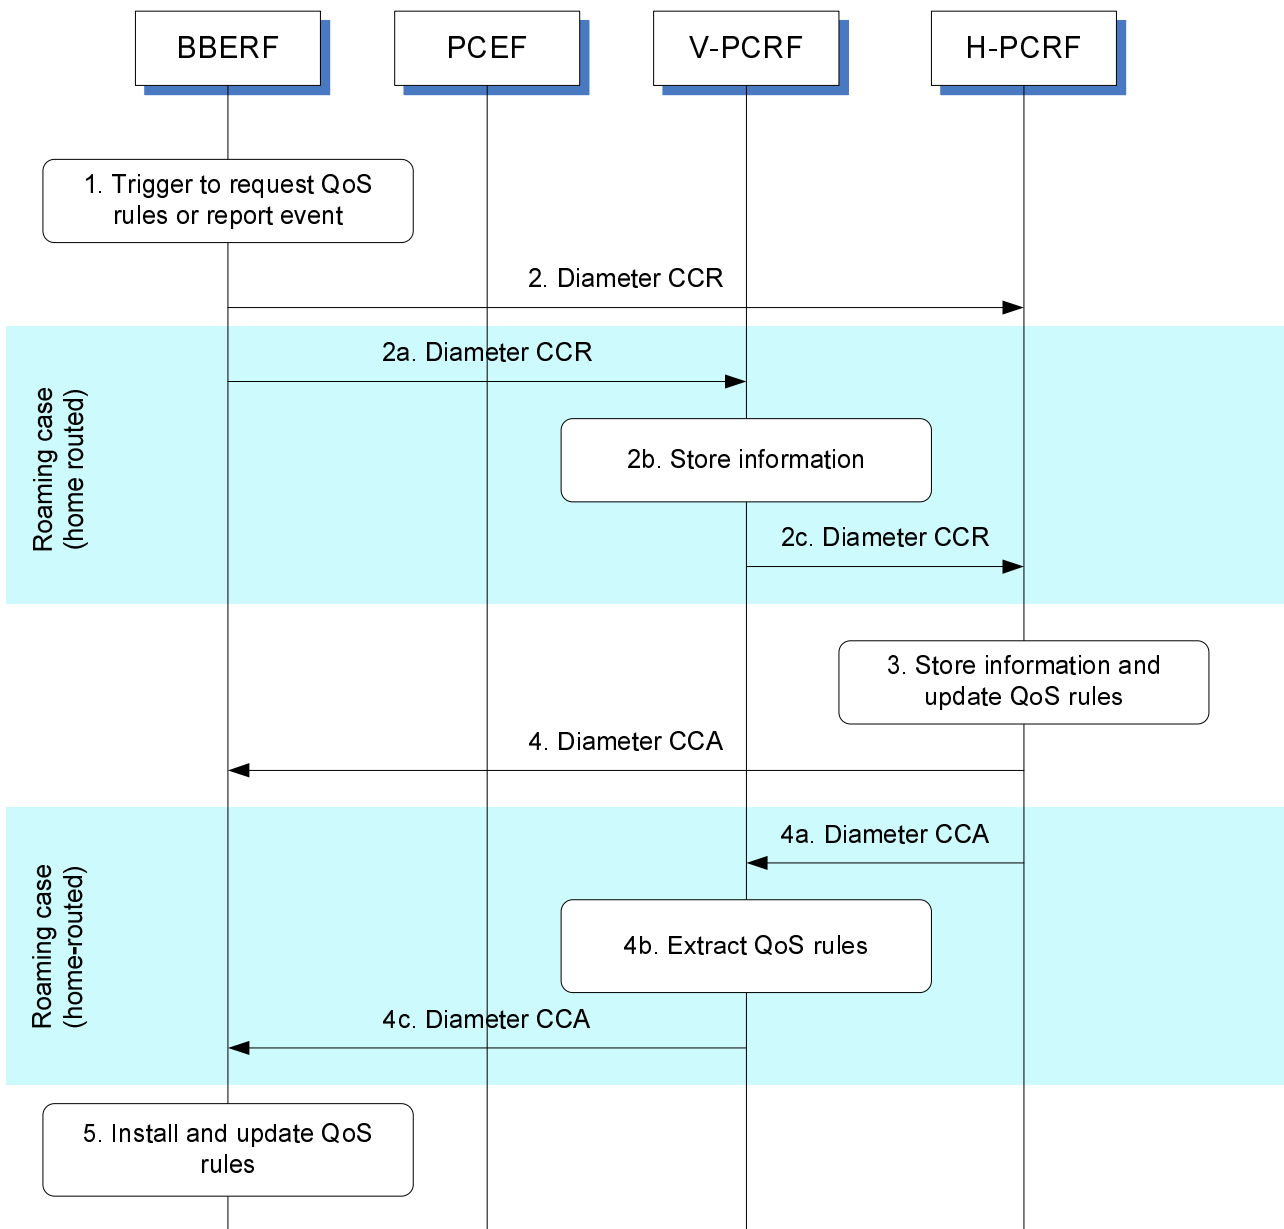 BBERF
PCEF
V-PCRF
H-PCRF
1. Trigger to request QoS
rules or report event
2. Diameter CCR
Roaming case
(home routed)
2a. Diameter CCR
2b. Store information
2c. Diameter CCR
3. Store information and
update QoS rules
4. Diameter CCA
Roaming case
(home-routed)
4a. Diameter CCA
4b. Extract QoS rules
4c. Diameter CCA
5. Install and update QoS
rules